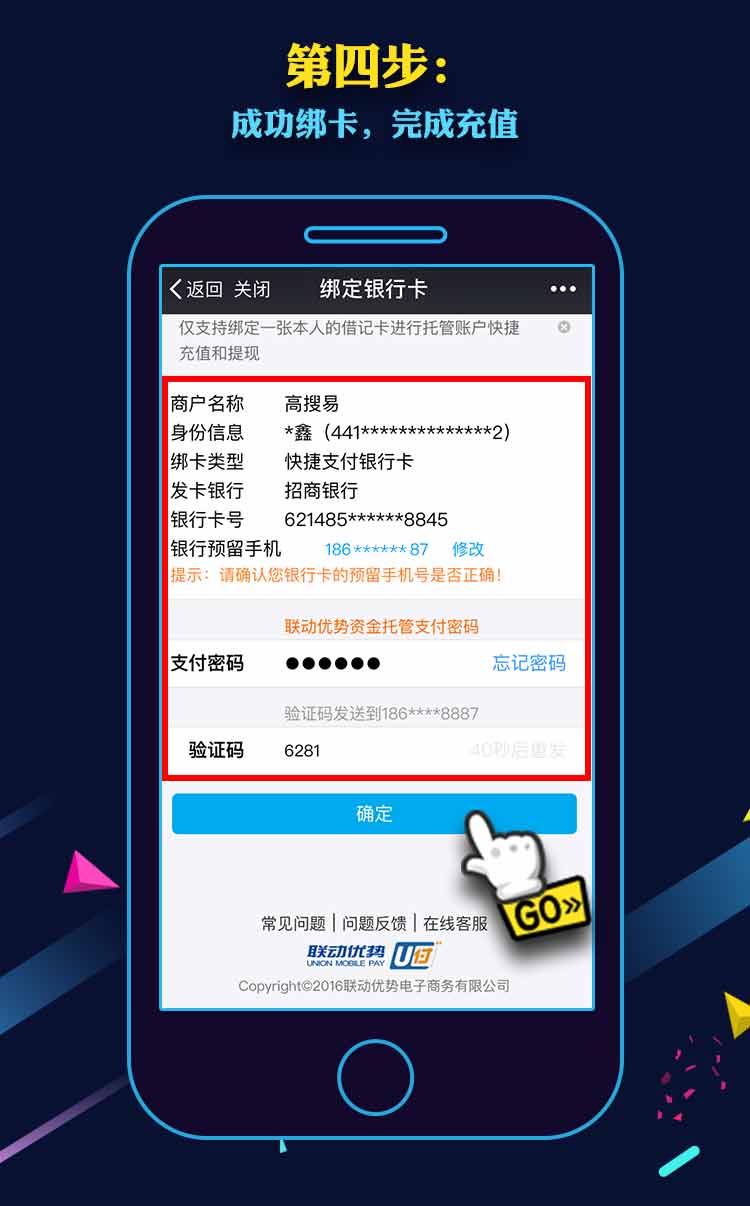 第四步：
成功绑卡，完成充值
返回 关闭 绑定银行卡 •••
仅支持绑定一张本人的借记卡进行托管账户快捷
充值和提现
商户名称 高搜易
身份信息 *鑫（441**************2）
绑卡类型 快捷支付银行卡
发卡银行 招商银行
银行卡号 621485******8845
银行预留手机 186******87 修改
提示：请确认您银行卡的预留手机号是否正确！
联动优势资金托管支付密码
支付密码 ●●●●●● 忘记密码
验证码发送到186****8887
验证码 6281 40秒后重发
确定
GO»
常见问题 | 问题反馈 | 在线客服
联动优势 U付
UNION MOBILE PAY
Copyright©2016联动优势电子商务有限公司